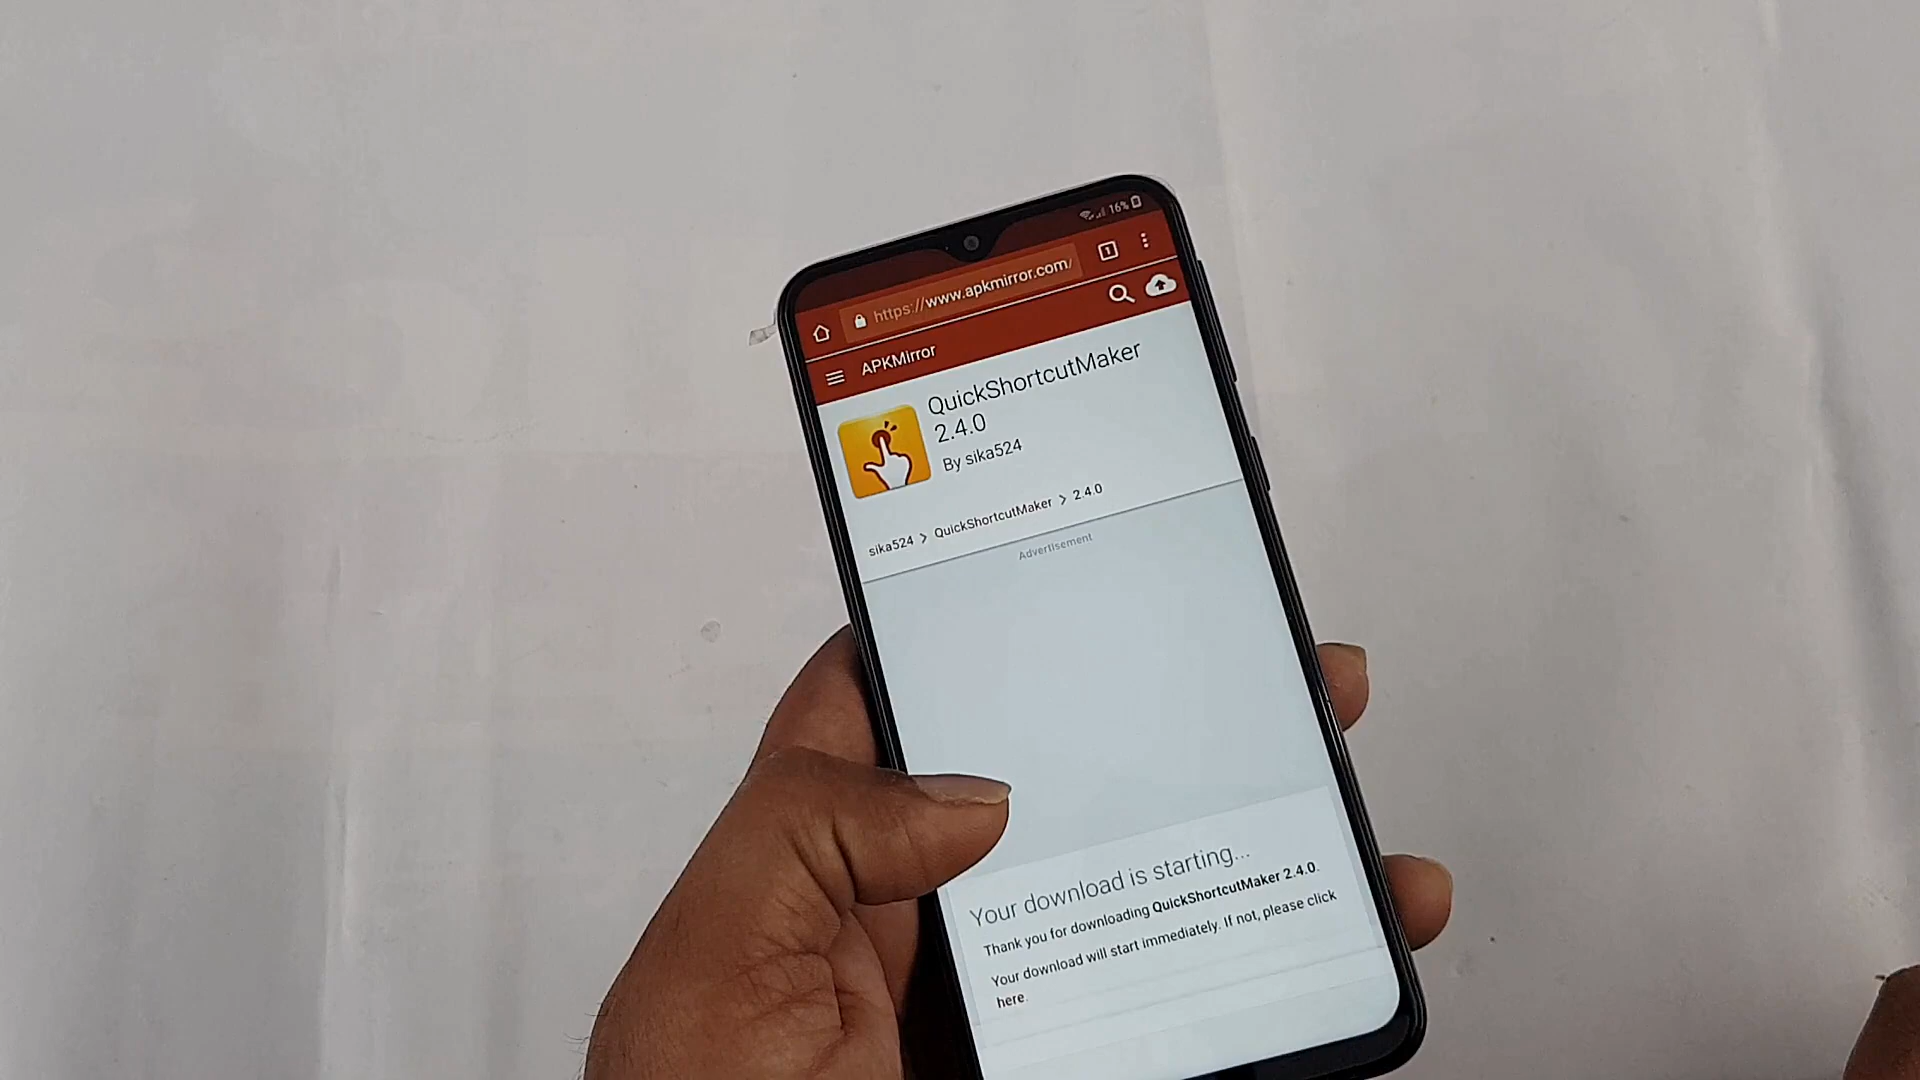 16%
https://www.apkmirror.com/
1
APKMirror
QuickShortcutMaker
2.4.0
By sika524
sika524 > QuickShortcutMaker > 2.4.0
Advertisement
Your download is starting...
Thank you for downloading QuickShortcutMaker 2.4.0.
Your download will start immediately. If not, please click
here.